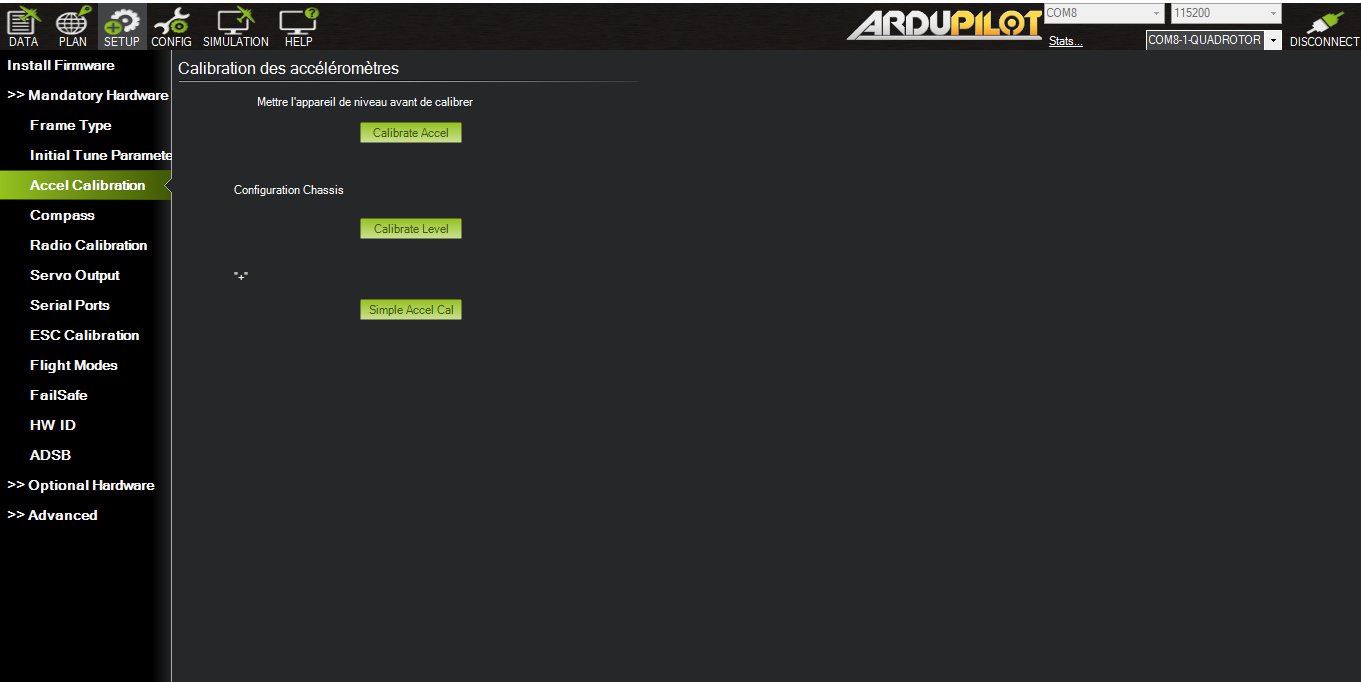 DATA PLAN SETUP CONFIG SIMULATION HELP
ARDUPILOT
COM8 115200
Stats... COM8-1-QUADROTOR DISCONNECT
Install Firmware
>> Mandatory Hardware
Frame Type
Initial Tune Paramete
Accel Calibration
Compass
Radio Calibration
Servo Output
Serial Ports
ESC Calibration
Flight Modes
FailSafe
HW ID
ADSB
>> Optional Hardware
>> Advanced
Calibration des accéléromètres
Mettre l'appareil de niveau avant de calibrer
Calibrate Accel
Configuration Chassis
Calibrate Level
"+"
Simple Accel Cal